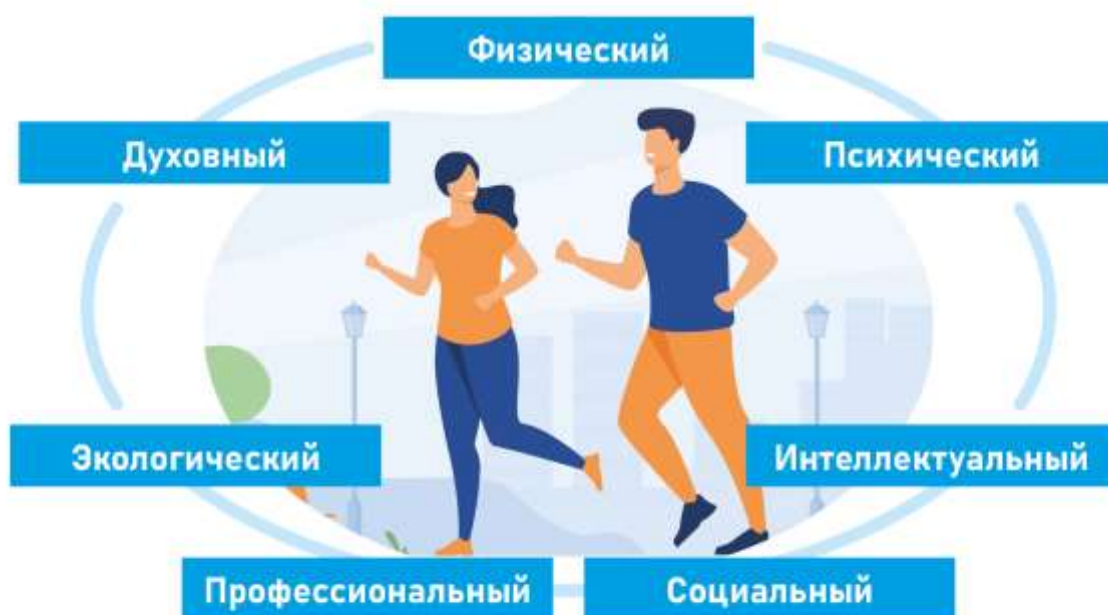 Физический
Духовный
Психический
Экологический
Интеллектуальный
Профессиональный
Социальный